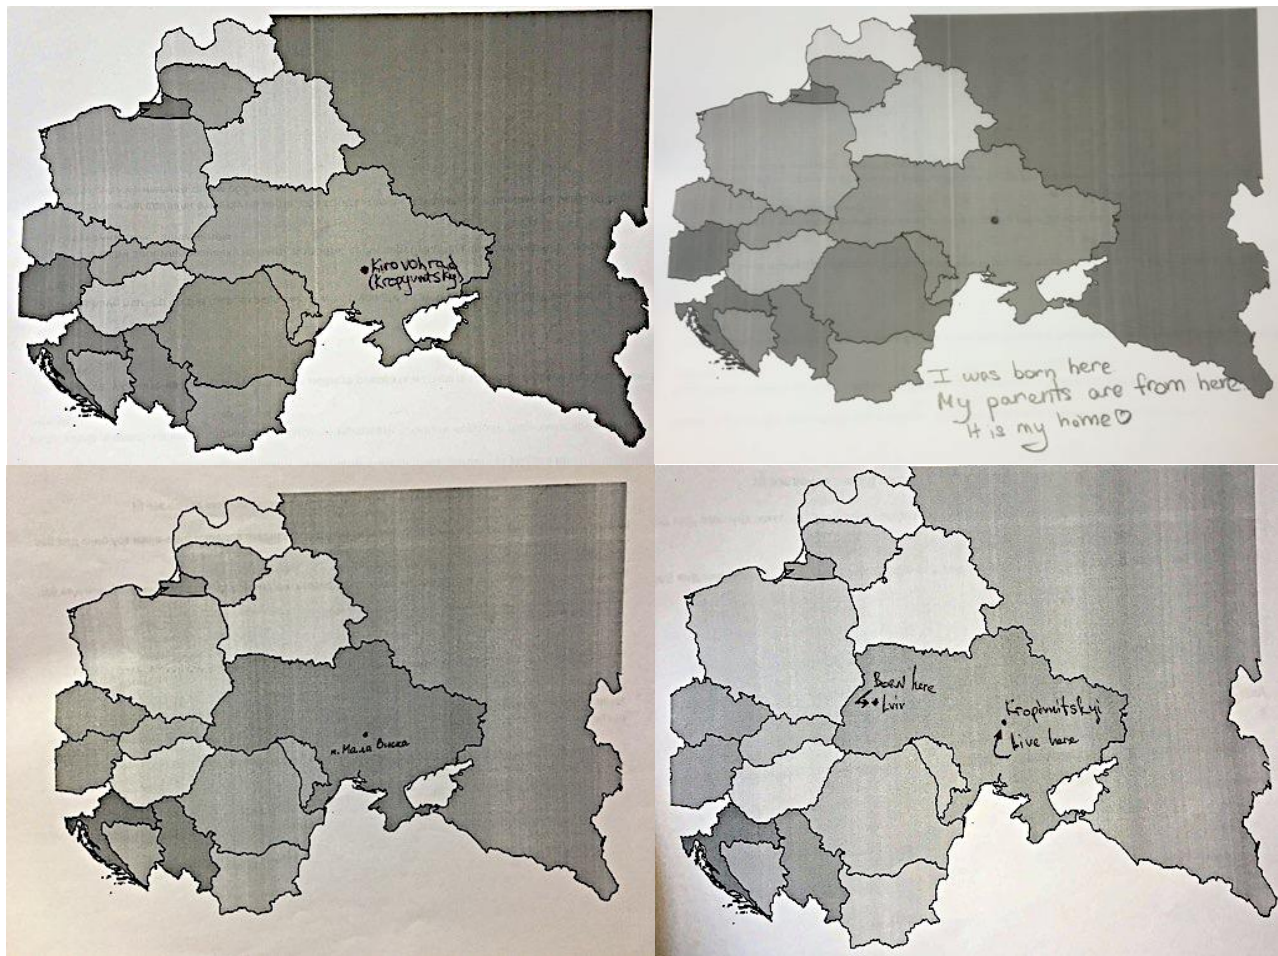 Kirovohrad
(Kropyvnytsky)
I was born here
My parents are from here
It is my home♡
м. Мала Виска
Born here
Lviv
Kropivnitskyi
Live here